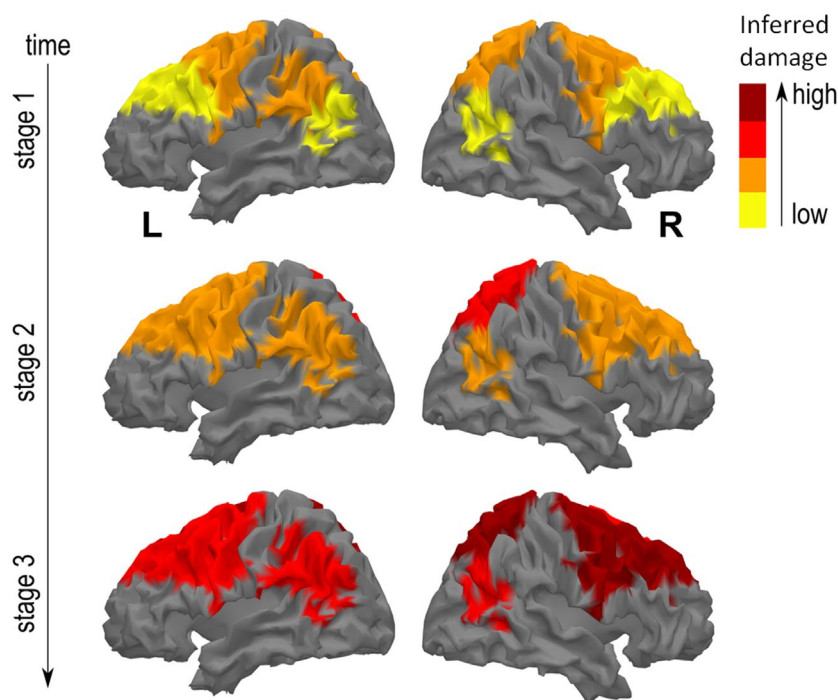 time
Inferred
damage
high
low
stage 1
L
R
stage 2
stage 3